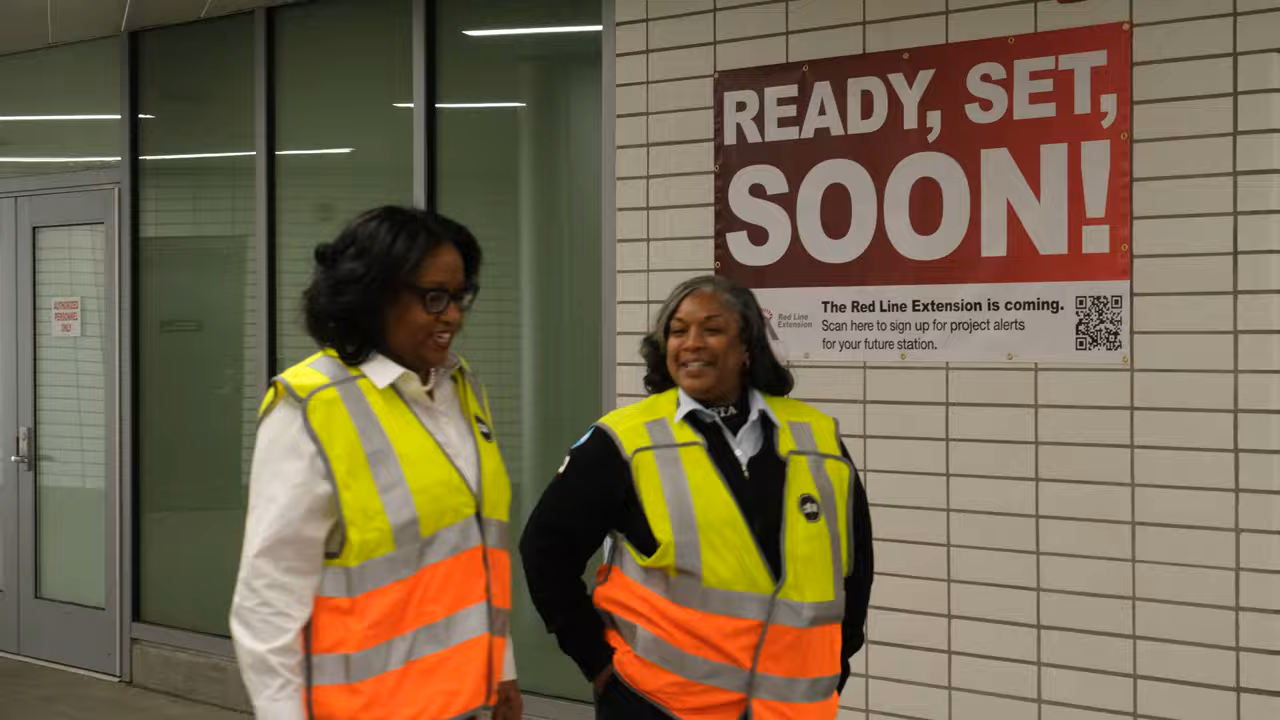 READY, SET,
SOON!
The Red Line Extension is coming.
Scan here to sign up for project alerts
for your future station.
Red Line
Extension
AUTHORIZED
PERSONNEL
ONLY